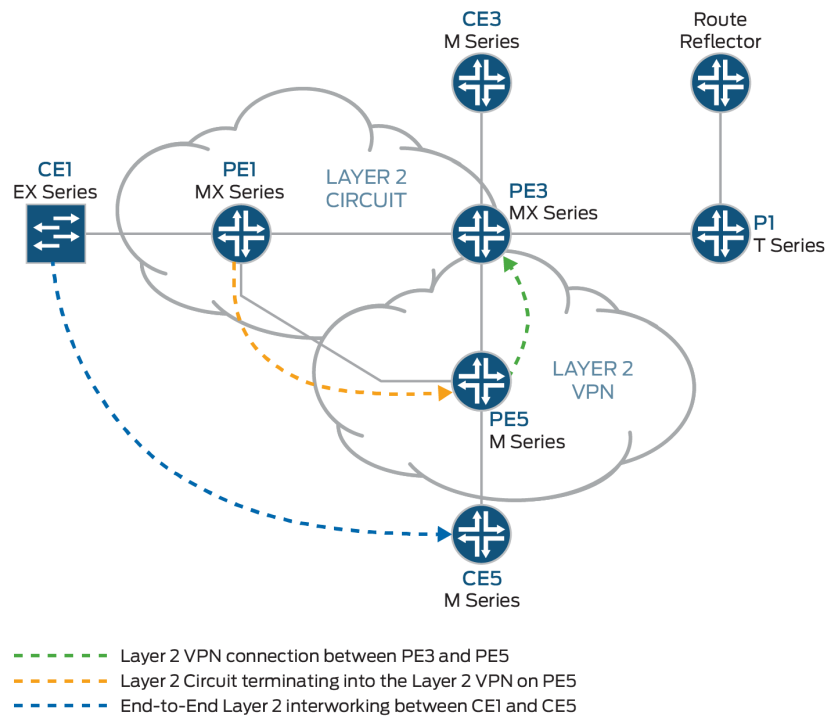 CE3
M Series
Route
Reflector
CE1
EX Series
PE1
MX Series
LAYER 2
CIRCUIT
PE3
MX Series
P1
T Series
LAYER 2
VPN
PE5
M Series
CE5
M Series
Layer 2 VPN connection between PE3 and PE5
Layer 2 Circuit terminating into the Layer 2 VPN on PE5
End-to-End Layer 2 interworking between CE1 and CE5